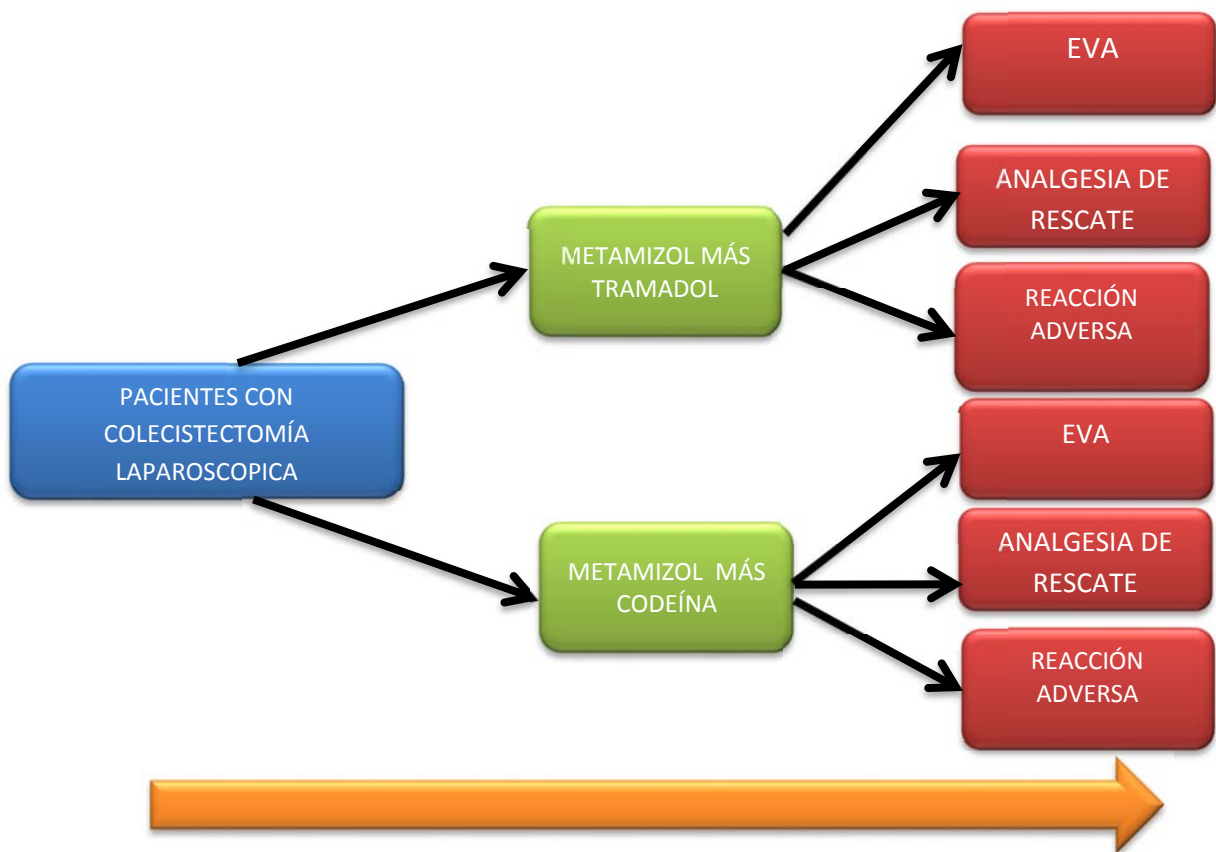 EVA
ANALGESIA DE
RESCATE
METAMIZOL MÁS
TRAMADOL
REACCIÓN
ADVERSA
PACIENTES CON
COLECISTECTOMÍA
LAPAROSCOPICA
EVA
ANALGESIA DE
RESCATE
METAMIZOL MÁS
CODEÍNA
REACCIÓN
ADVERSA